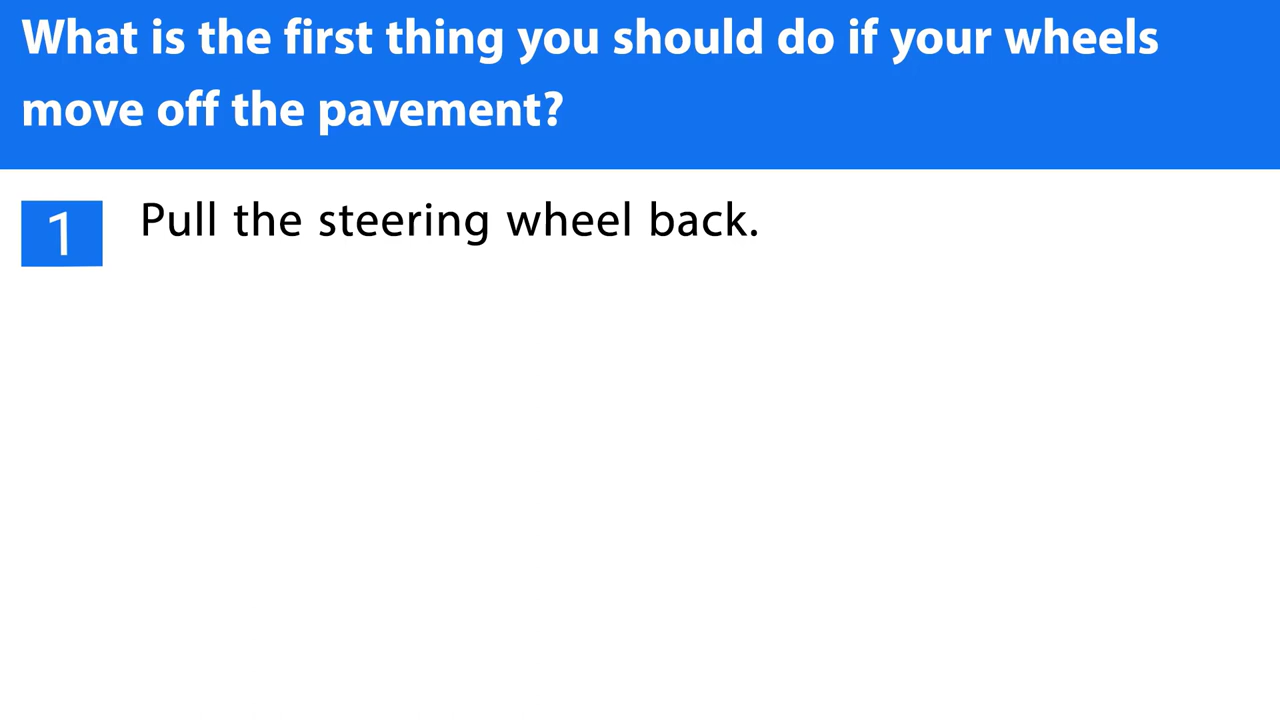 What is the first thing you should do if your wheels
move off the pavement?
1 Pull the steering wheel back.